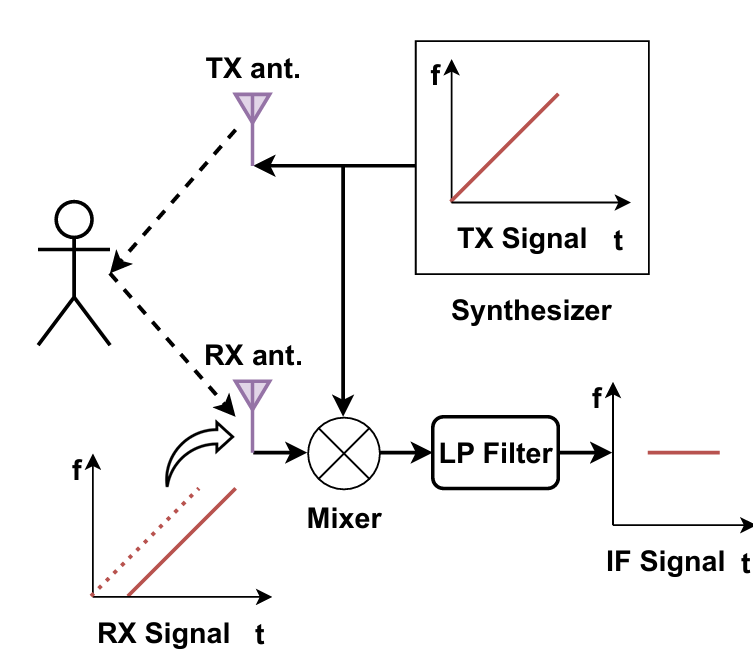 TX ant.
f
TX Signal t
Synthesizer
RX ant.
f
LP Filter
f
Mixer
IF Signal t
RX Signal t